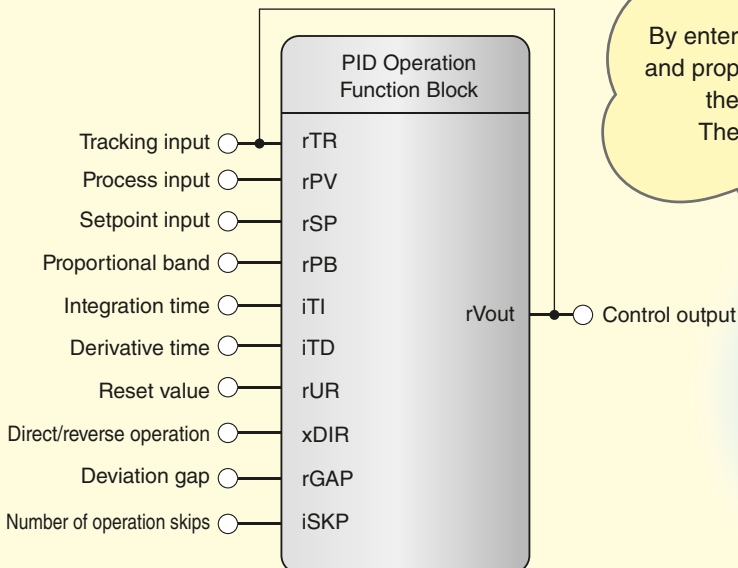 PID Operation
Function Block
By enter
and prop
the
The
Tracking input
rTR
Process input
rPV
Setpoint input
rSP
Proportional band
rPB
Integration time
iTI
rVout
Control output
Derivative time
iTD
Reset value
rUR
Direct/reverse operation
xDIR
Deviation gap
rGAP
Number of operation skips
iSKP